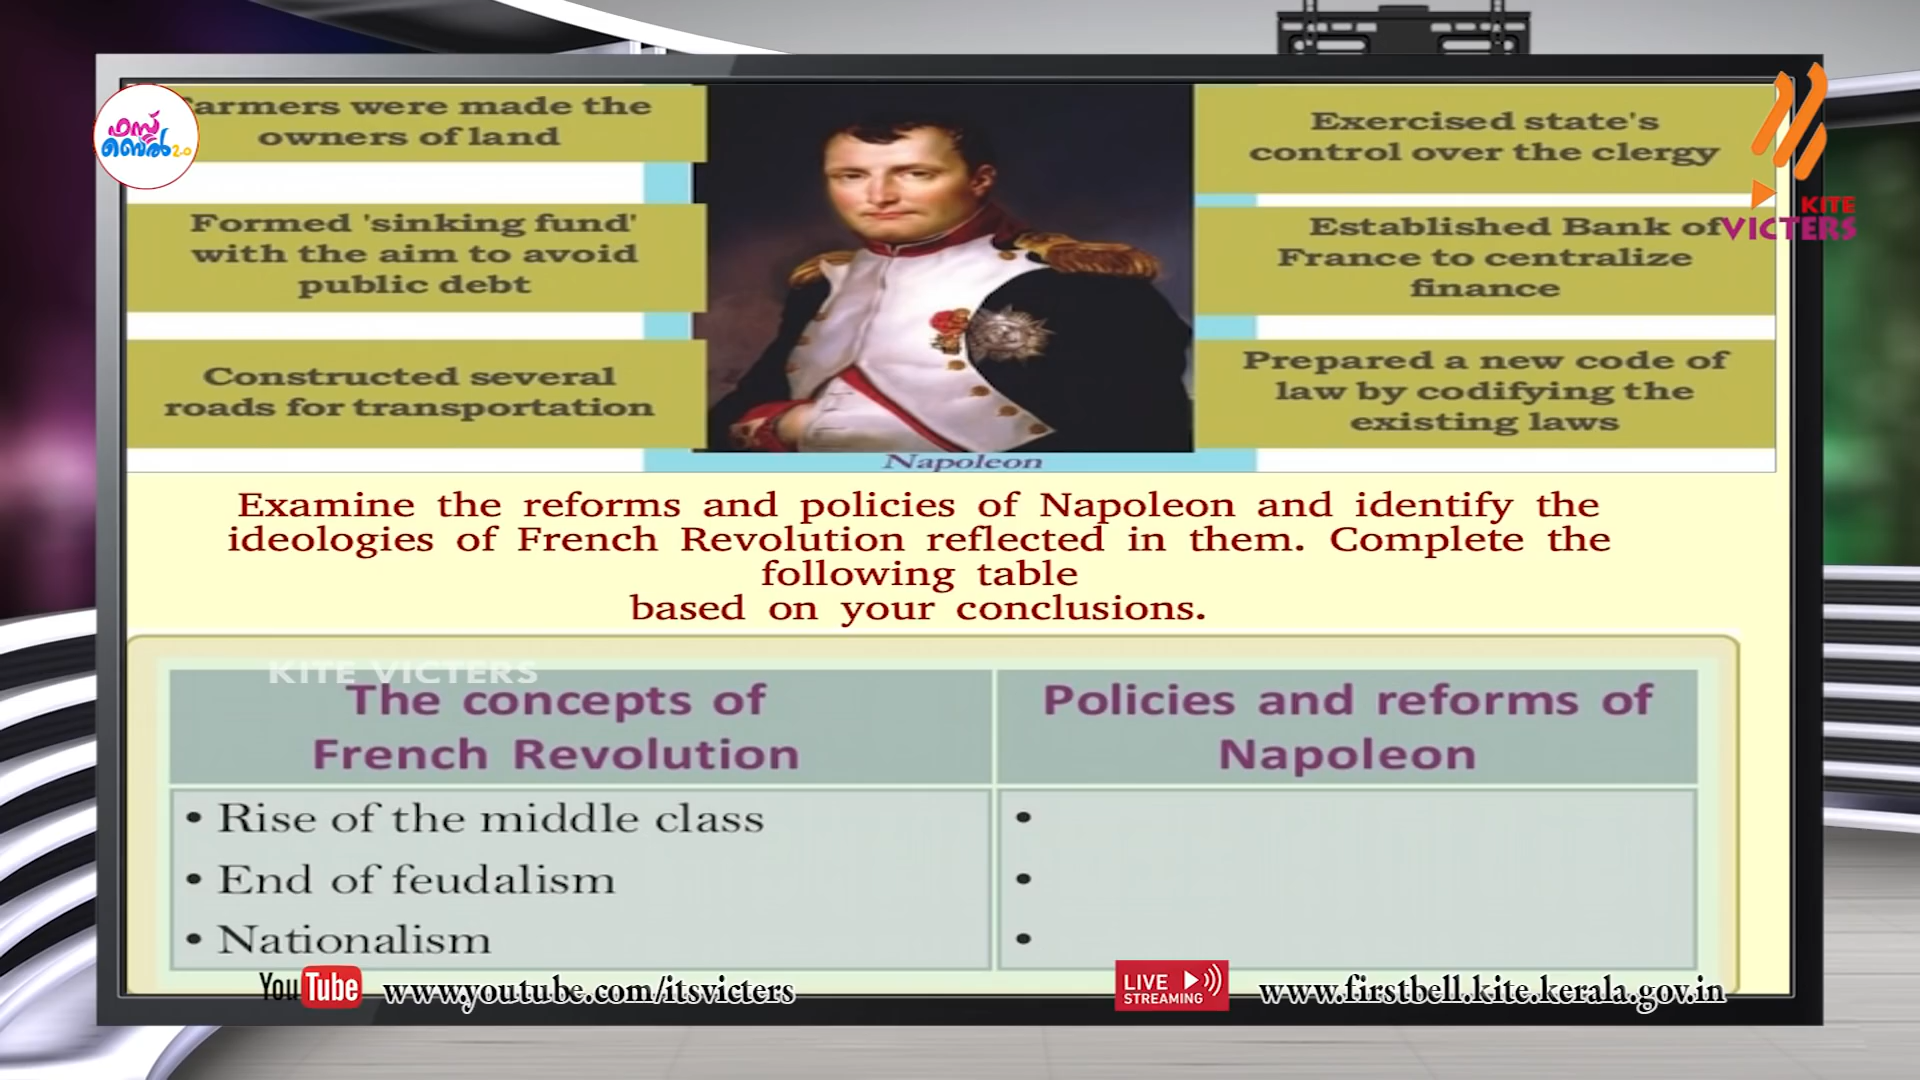 ഫസ്റ്റ്
ബെൽ 2.0
farmers were made the
owners of land
Formed 'sinking fund'
with the aim to avoid
public debt
Constructed several
roads for transportation
Napoleon
Exercised state's
control over the clergy
Established Bank of
France to centralize
finance
Prepared a new code of
law by codifying the
existing laws
KITE
VICTERS
Examine the reforms and policies of Napoleon and identify the
ideologies of French Revolution reflected in them. Complete the
following table
based on your conclusions.
KITE VICTERS
The concepts of
French Revolution
Policies and reforms of
Napoleon
• Rise of the middle class
• End of feudalism
• Nationalism
•
•
•
YouTube www.youtube.com/itsvicters
LIVE
STREAMING
www.firstbell.kite.kerala.gov.in